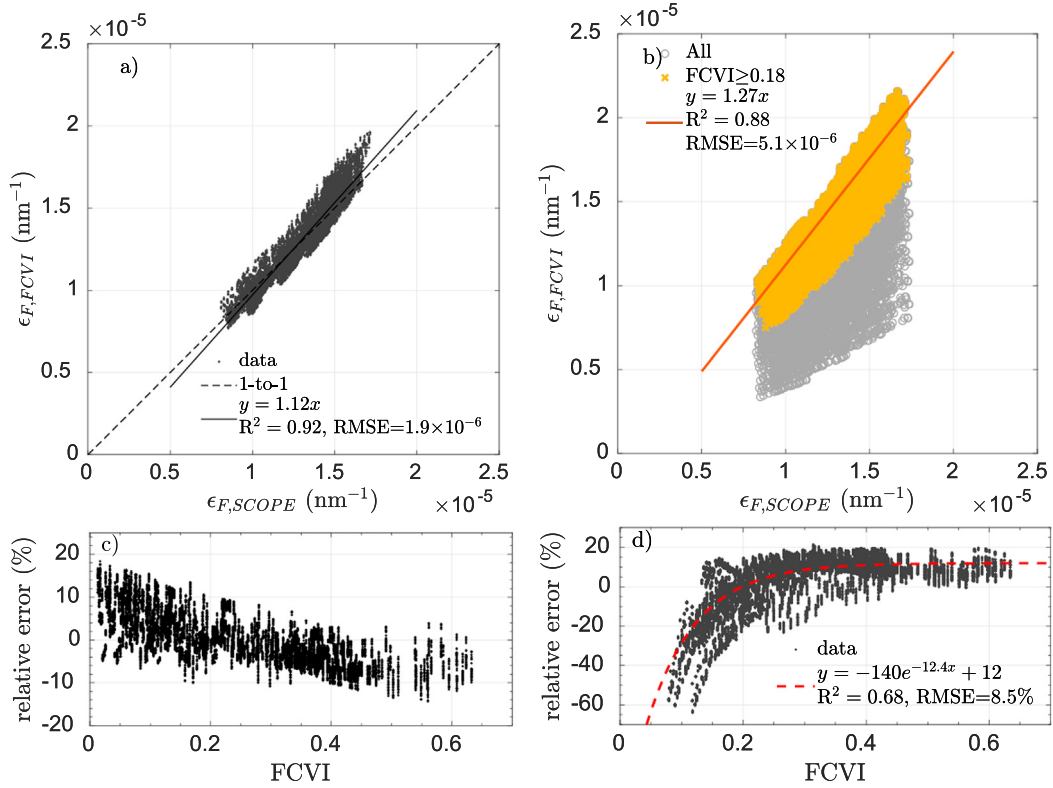 ×10⁻⁵
2.5
2
1.5
1
0.5
0
a)
data
1-to-1
y = 1.12x
R² = 0.92, RMSE=1.9×10⁻⁶
0 0.5 1 1.5 2 2.5
×10⁻⁵
ϵF,SCOPE (nm⁻¹)
ϵF,FCVI (nm⁻¹)
×10⁻⁵
2.5
2
1.5
1
0.5
0
b)
All
FCVI≥0.18
y = 1.27x
R² = 0.88
RMSE=5.1×10⁻⁶
0 0.5 1 1.5 2 2.5
×10⁻⁵
ϵF,SCOPE (nm⁻¹)
ϵF,FCVI (nm⁻¹)
c)
20
10
0
-10
-20
0 0.2 0.4 0.6
FCVI
relative error (%)
d)
20
0
-20
-40
-60
data
y = −140e⁻¹²·⁴ˣ + 12
R² = 0.68, RMSE=8.5%
0 0.2 0.4 0.6
FCVI
relative error (%)